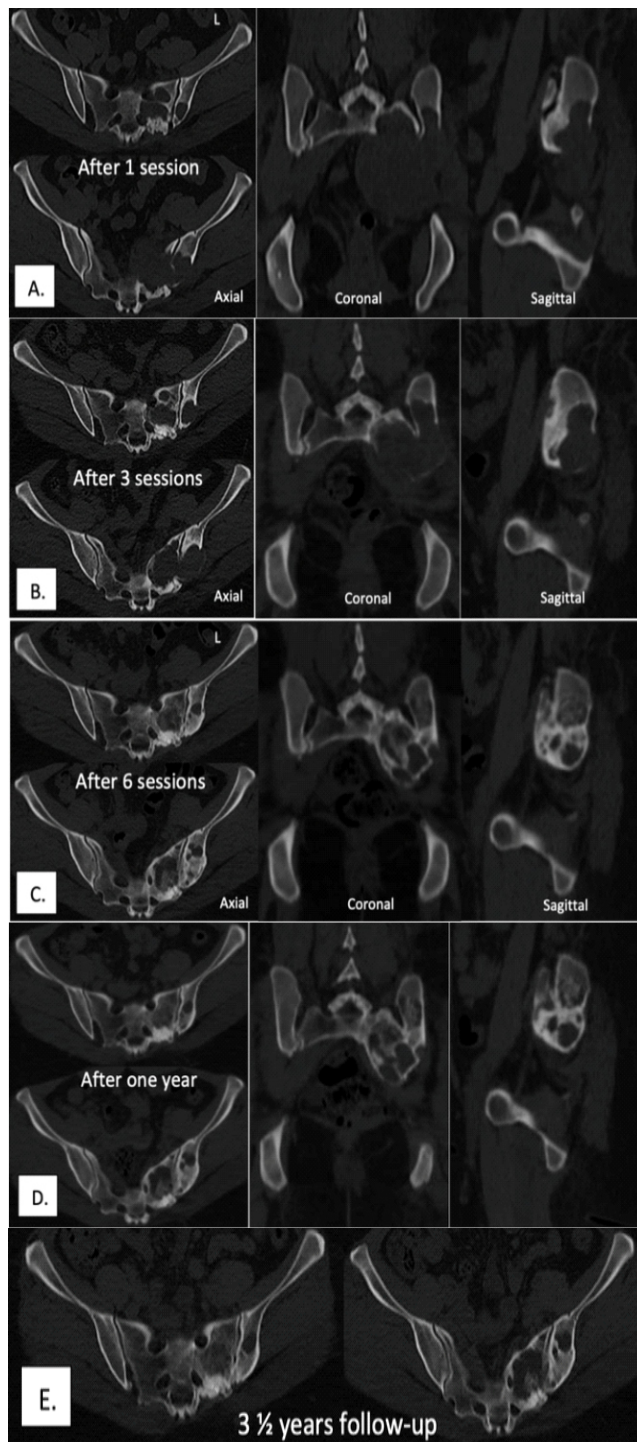 L
After 1 session
A.
Axial
Coronal
Sagittal
After 3 sessions
B.
Axial
Coronal
Sagittal
L
After 6 sessions
C.
Axial
Coronal
Sagittal
After one year
D.
E.
3 ½ years follow-up